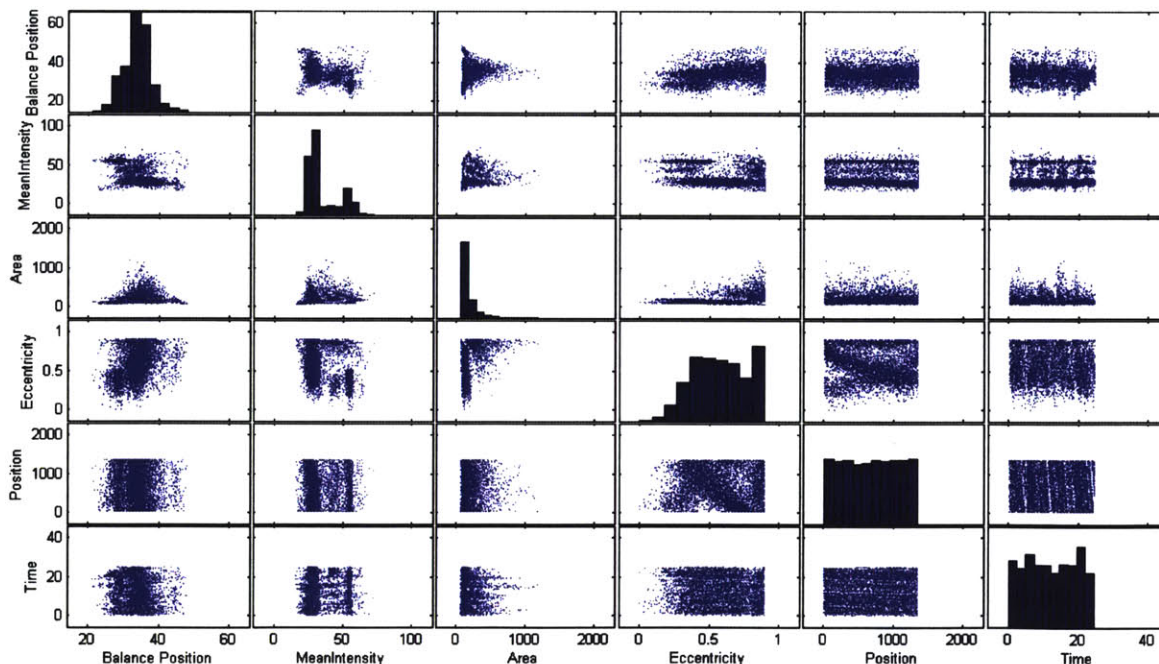 Balance Position
60
40
20
MeanIntensity
100
50
0
Area
2000
1000
0
Eccentricity
1
0.5
0
Position
2000
1000
0
Time
40
20
0
20 40 60 0 50 100 0 1000 2000 0 0.5 1 0 1000 2000 0 20 40
Balance Position MeanIntensity Area Eccentricity Position Time